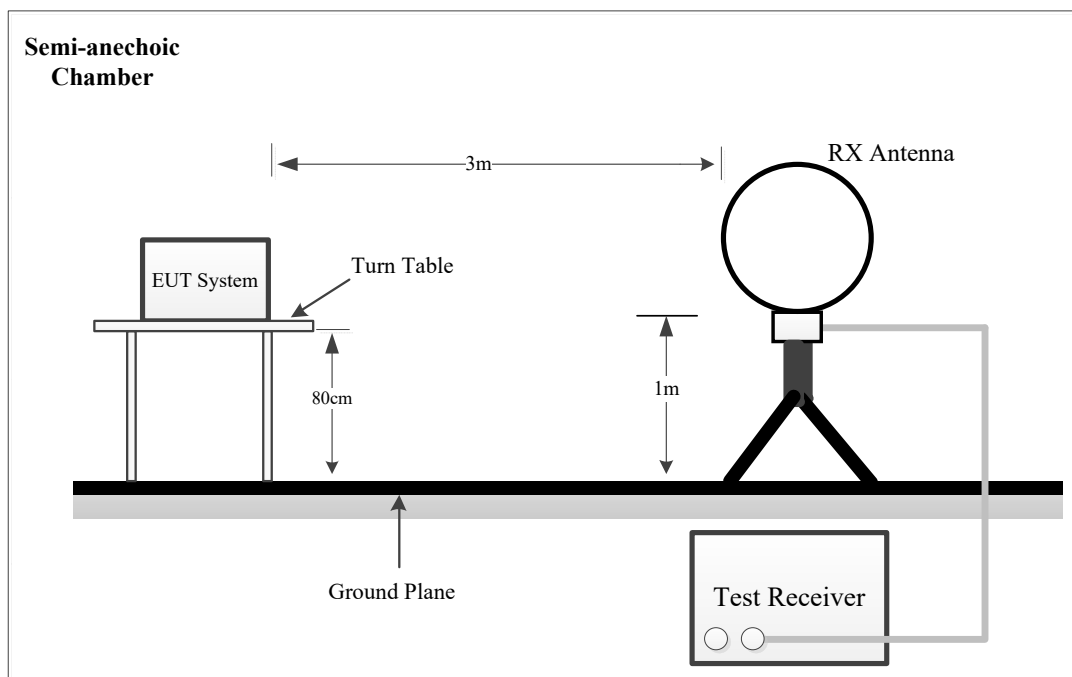 Semi-anechoic
Chamber
3m
RX Antenna
EUT System
Turn Table
80cm
1m
Ground Plane
Test Receiver